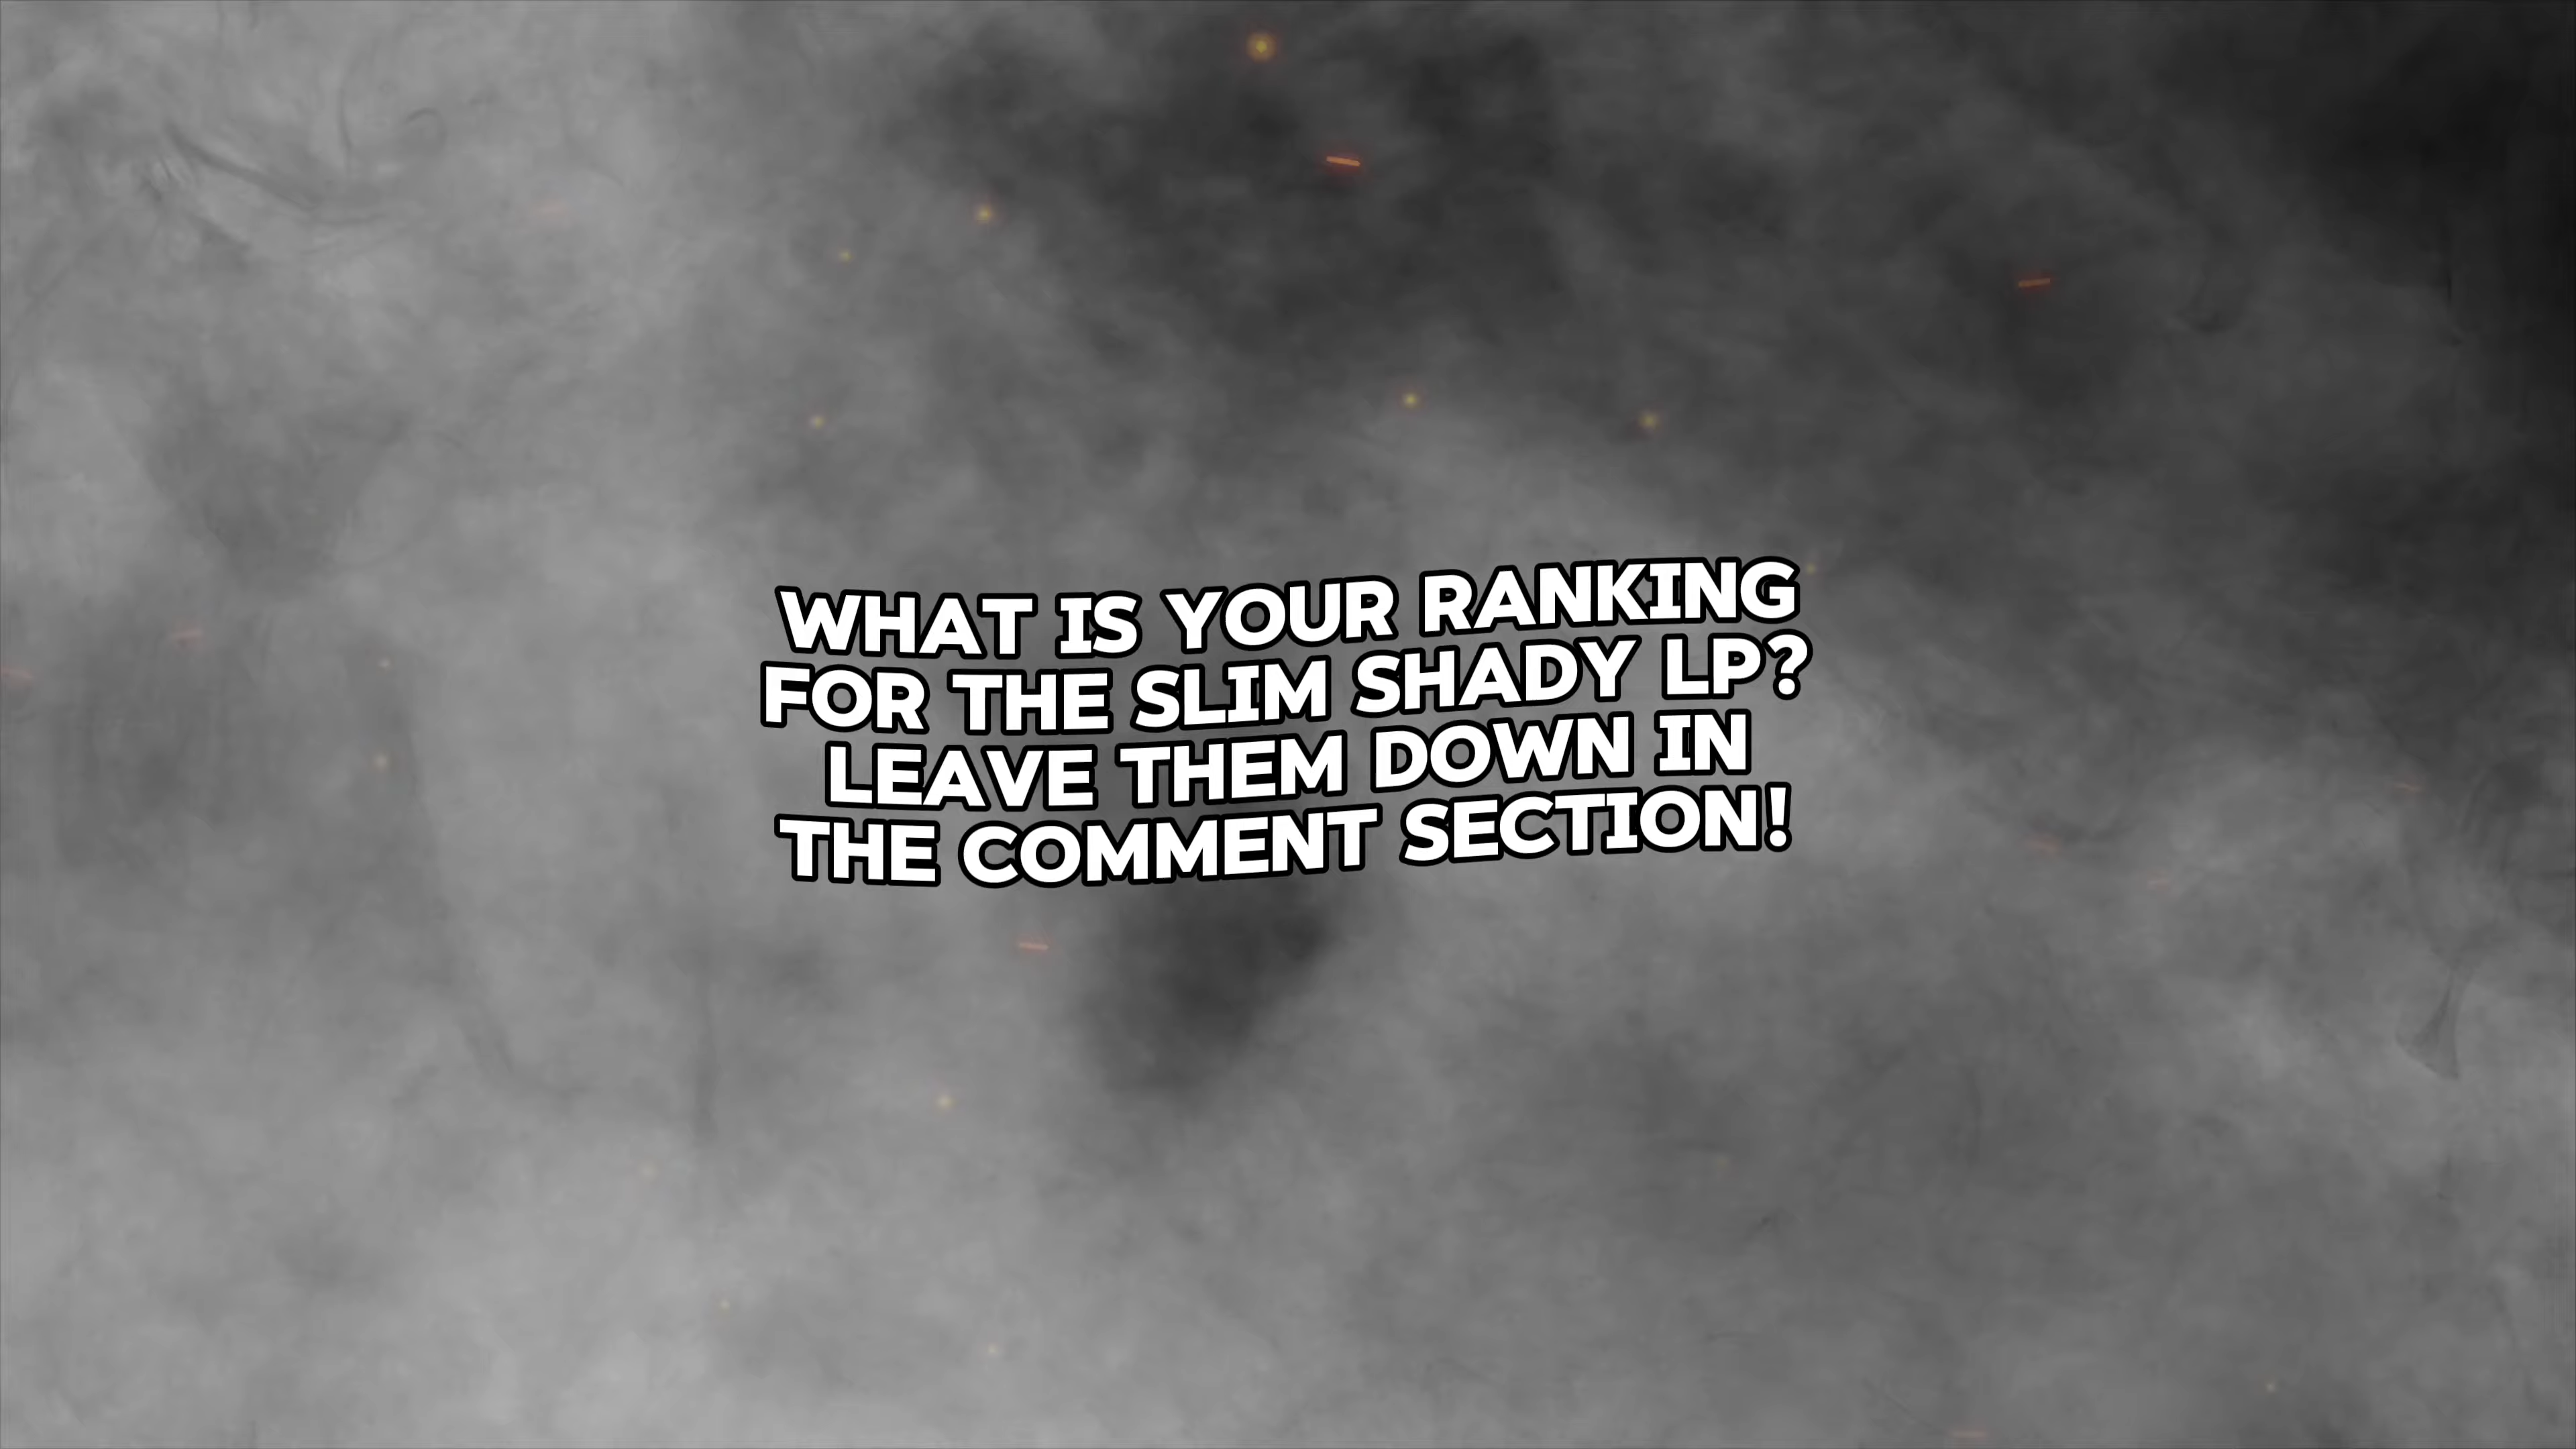 WHAT IS YOUR RANKING
FOR THE SLIM SHADY LP?
LEAVE THEM DOWN IN
THE COMMENT SECTION!